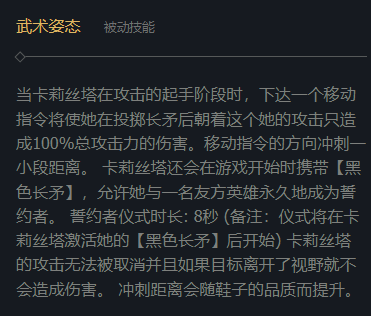 武术姿态 被动技能
当卡莉丝塔在攻击的起手阶段时，下达一个移动
指令将使她在投掷长矛后朝着这个她的攻击只造
成100%总攻击力的伤害。移动指令的方向冲刺一
小段距离。 卡莉丝塔还会在游戏开始时携带【黑
色长矛】，允许她与一名友方英雄永久地成为誓
约者。 誓约者仪式时长: 8秒 (备注：仪式将在卡
莉丝塔激活她的【黑色长矛】后开始) 卡莉丝塔
的攻击无法被取消并且如果目标离开了视野就不
会造成伤害。 冲刺距离会随鞋子的品质而提升。